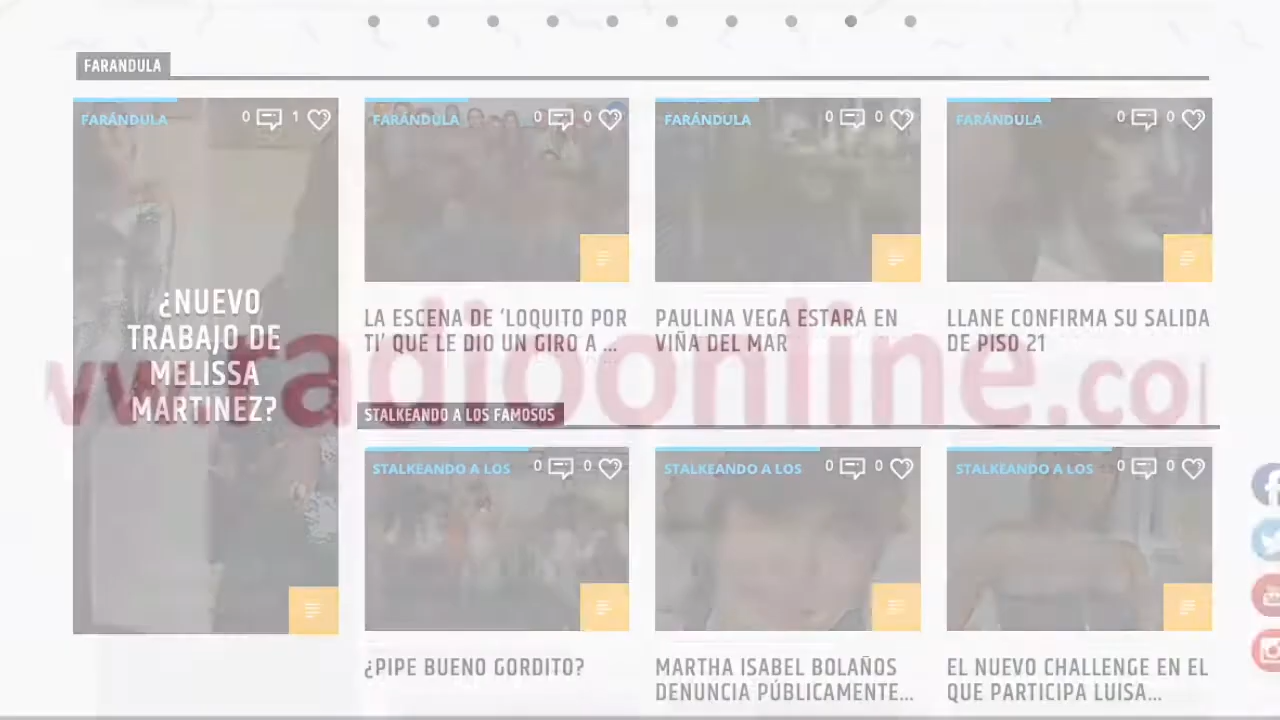 FARANDULA
FARÁNDULA
0
1
¿NUEVO
TRABAJO DE
MELISSA
MARTINEZ?
FARÁNDULA
0
0
LA ESCENA DE ‘LOQUITO POR
TI’ QUE LE DIO UN GIRO A ...
FARÁNDULA
0
0
PAULINA VEGA ESTARÁ EN
VIÑA DEL MAR
FARÁNDULA
0
0
LLANE CONFIRMA SU SALIDA
DE PISO 21
ww.radioonline.co
STALKEANDO A LOS FAMOSOS
STALKEANDO A LOS
0
0
¿PIPE BUENO GORDITO?
STALKEANDO A LOS
0
0
MARTHA ISABEL BOLAÑOS
DENUNCIA PÚBLICAMENTE...
STALKEANDO A LOS
0
0
EL NUEVO CHALLENGE EN EL
QUE PARTICIPA LUISA...